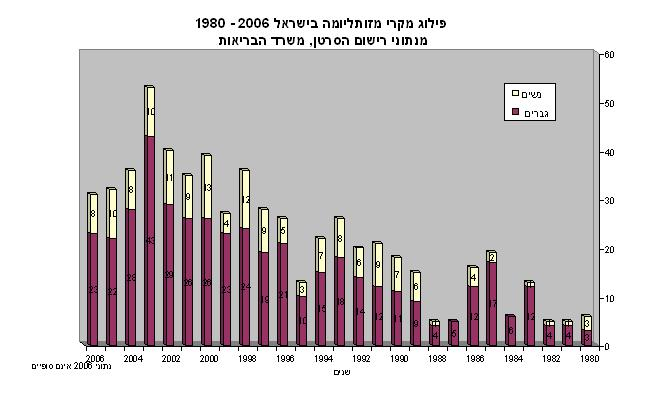 פילוג מקרי מזותליומה בישראל 2006 - 1980
מנתוני רישום הסרטן, משרד הבריאות
נשים
גברים
60
50
40
30
20
10
0
8 10 8 10 11 9 13 4 12 9 5 3 7 8 6 9 7 6 1 4 2 1 1 1 3
23 22 28 43 29 26 26 23 24 19 21 10 15 18 14 12 11 9 4 5 12 17 6 12 4 4 3
2006 2004 2002 2000 1998 1996 1994 1992 1990 1988 1986 1984 1982 1980
שנים
נתוני 2006 אינם סופיים